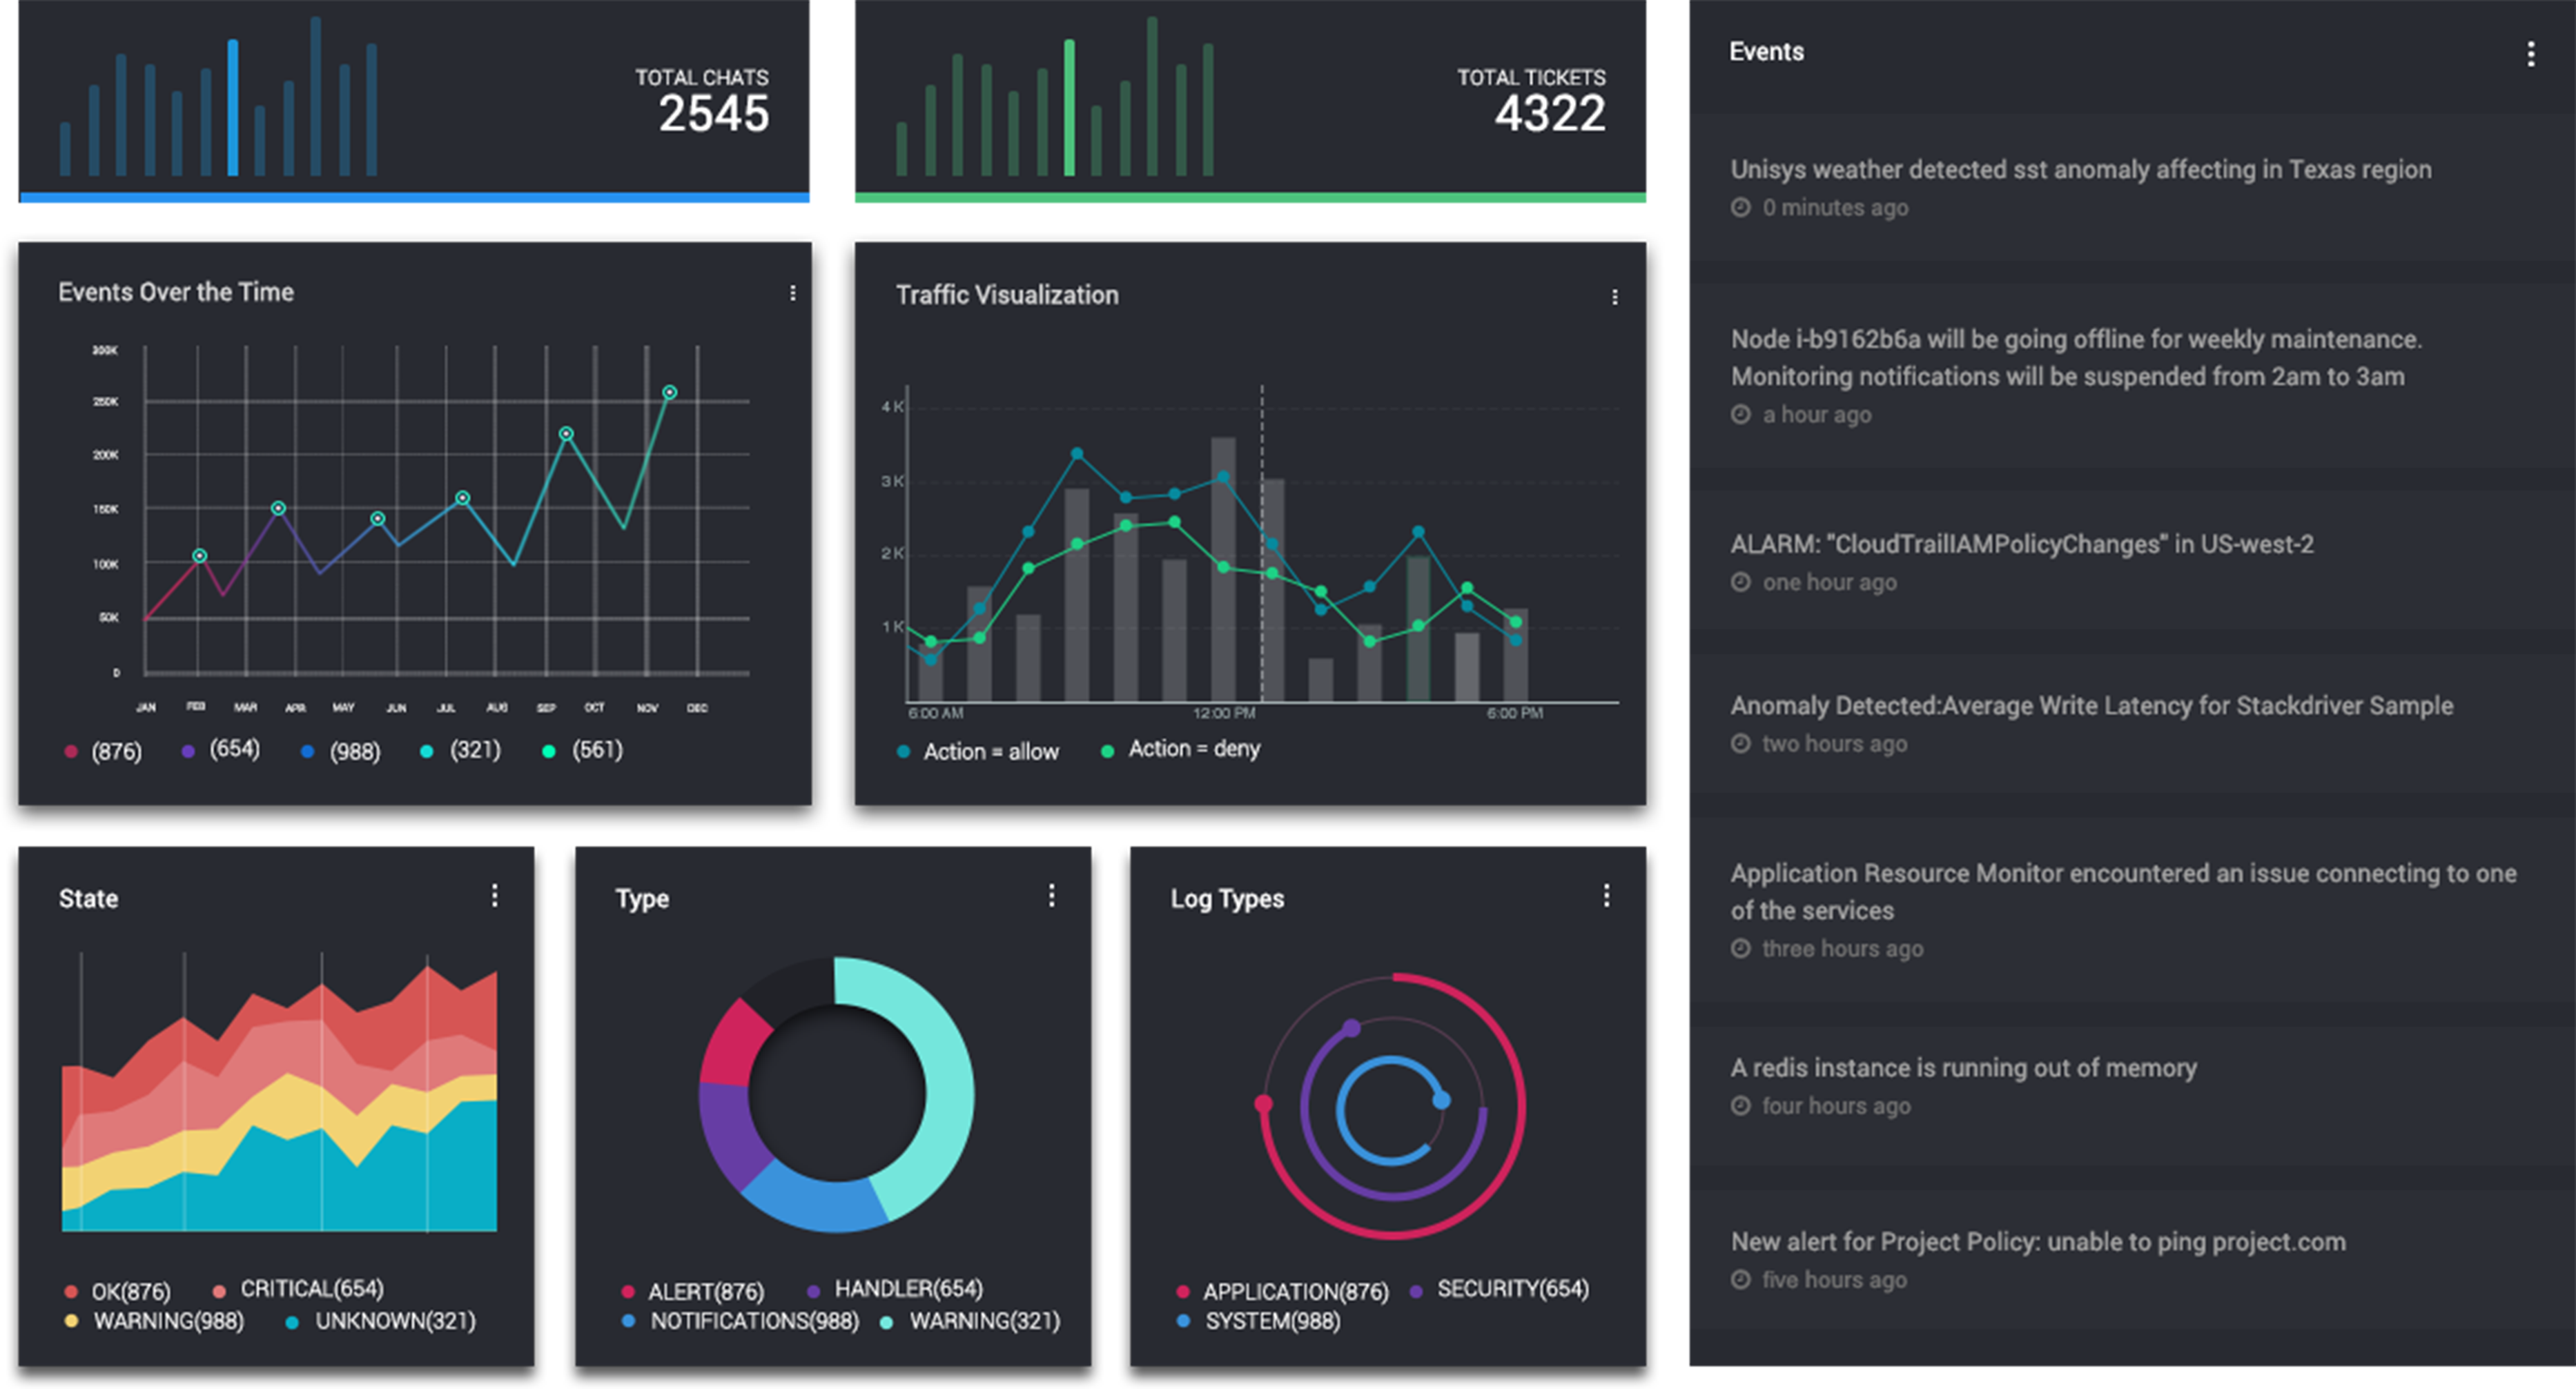 TOTAL CHATS
2545
TOTAL TICKETS
4322
Events Over the Time
300K
250K
200K
150K
100K
50K
0
JAN FEB MAR APR MAY JUN JUL AUG SEP OCT NOV DEC
(876) (654) (988) (321) (561)
Traffic Visualization
4 K
3 K
2 K
1 K
6:00 AM 12:00 PM 6:00 PM
Action = allow Action = deny
State
OK(876) CRITICAL(654)
WARNING(988) UNKNOWN(321)
Type
ALERT(876) HANDLER(654)
NOTIFICATIONS(988) WARNING(321)
Log Types
APPLICATION(876) SECURITY(654)
SYSTEM(988)
Events
Unisys weather detected sst anomaly affecting in Texas region
0 minutes ago
Node i-b9162b6a will be going offline for weekly maintenance.
Monitoring notifications will be suspended from 2am to 3am
a hour ago
ALARM: "CloudTrailIAMPolicyChanges" in US-west-2
one hour ago
Anomaly Detected:Average Write Latency for Stackdriver Sample
two hours ago
Application Resource Monitor encountered an issue connecting to one
of the services
three hours ago
A redis instance is running out of memory
four hours ago
New alert for Project Policy: unable to ping project.com
five hours ago